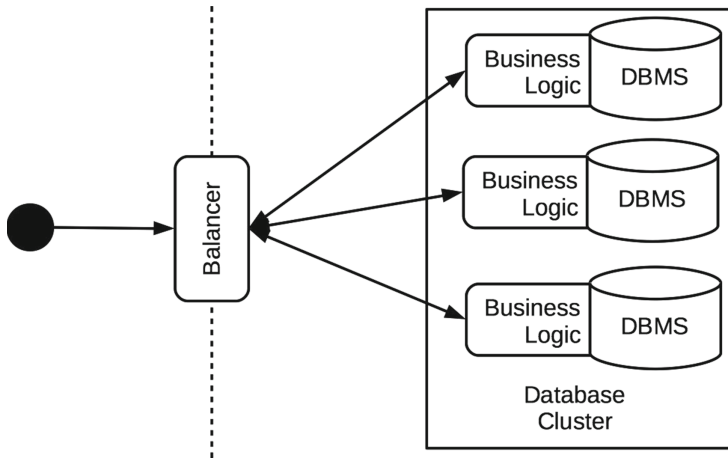 Balancer
Business
Logic
DBMS
Business
Logic
DBMS
Business
Logic
DBMS
Database
Cluster